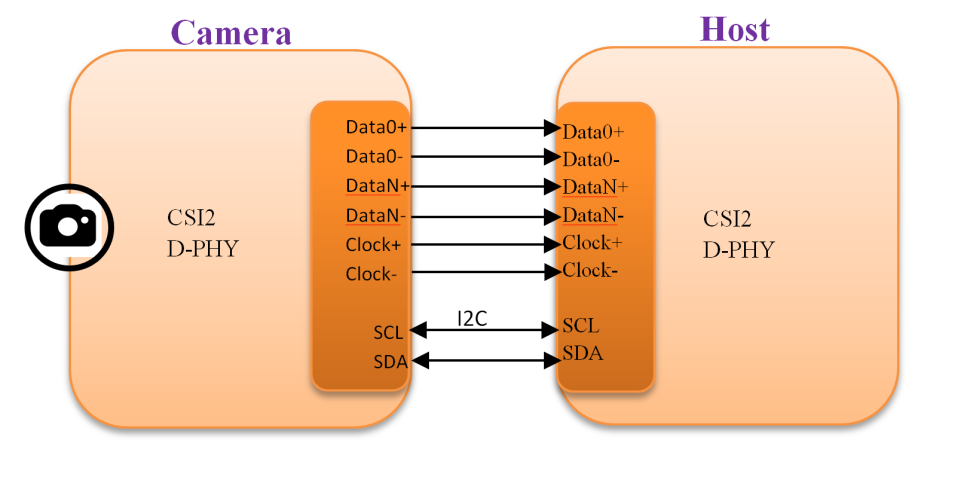 Camera
Host
CSI2
D-PHY
Data0+
Data0-
DataN+
DataN-
Clock+
Clock-
SCL
SDA
I2C
Data0+
Data0-
DataN+
DataN-
Clock+
Clock-
SCL
SDA
CSI2
D-PHY